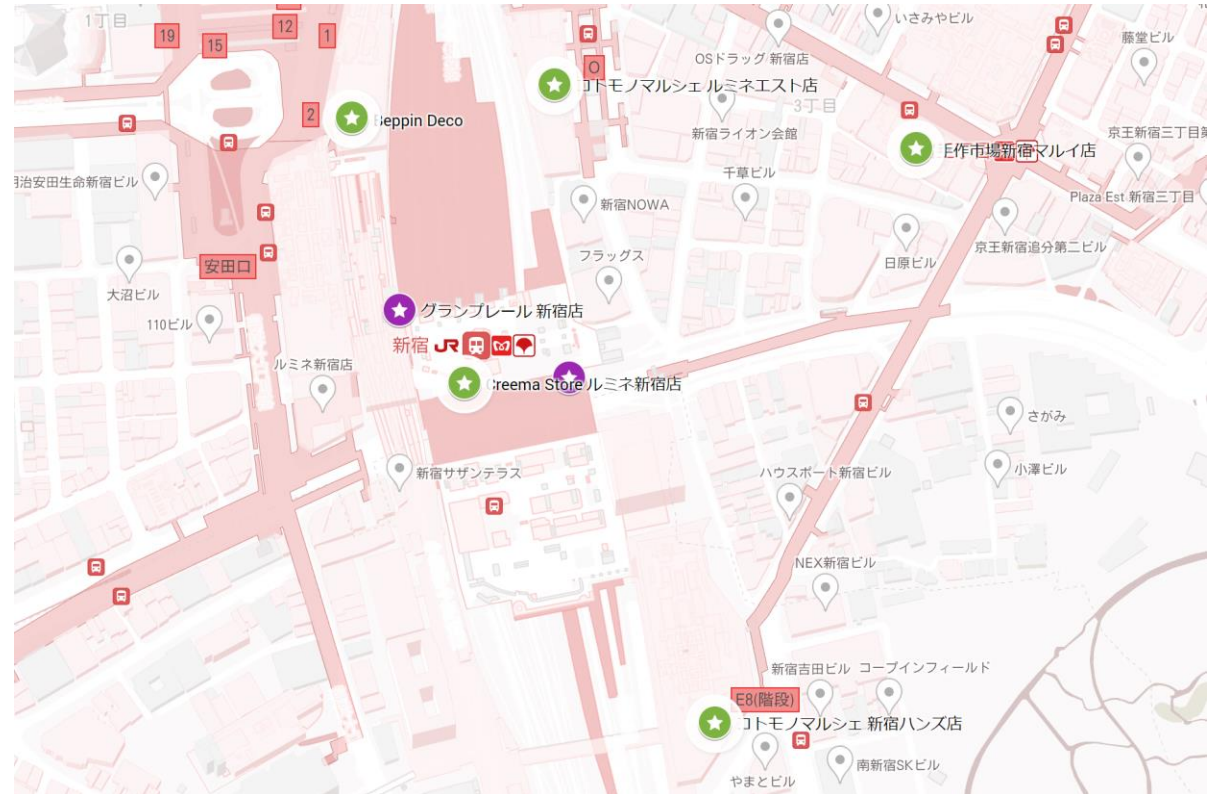 1丁目
19
15
12
1
いさみやビル
藤堂ビル
OSドラッグ 新宿店
O
コトモノマルシェ ルミネエスト店
3丁目
2
Beppin Deco
新宿ライオン会館
手作市場新宿マルイ店
京王新宿三丁目第
千草ビル
明治安田生命新宿ビル
新宿NOWA
Plaza Est 新宿三丁目
フラッグス
京王新宿追分第二ビル
安田口
日原ビル
大沼ビル
グランプレール 新宿店
110ビル
新宿 JR
ルミネ新宿店
Creema Store ルミネ新宿店
さがみ
新宿サザンテラス
ハウスポート新宿ビル
小澤ビル
NEX新宿ビル
新宿吉田ビル
コープインフィールド
E8(階段)
コトモノマルシェ 新宿ハンズ店
南新宿SKビル
やまとビル